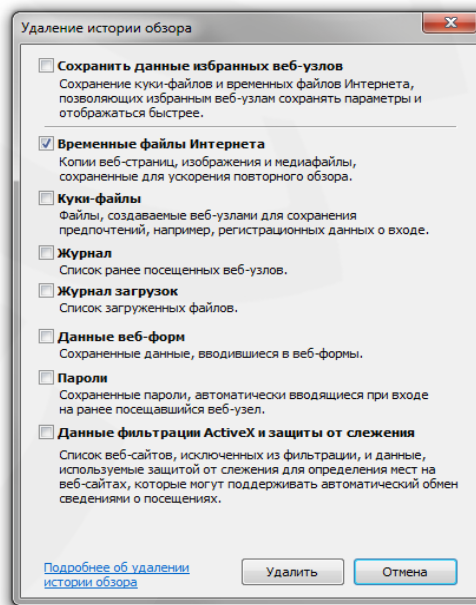 Удаление истории обзора
Сохранить данные избранных веб-узлов
Сохранение куки-файлов и временных файлов Интернета,
позволяющих избранным веб-узлам сохранять параметры и
отображаться быстрее.
Временные файлы Интернета
Копии веб-страниц, изображения и медиафайлы,
сохраненные для ускорения повторного обзора.
Куки-файлы
Файлы, создаваемые веб-узлами для сохранения
предпочтений, например, регистрационных данных о входе.
Журнал
Список ранее посещенных веб-узлов.
Журнал загрузок
Список загруженных файлов.
Данные веб-форм
Сохраненные данные, вводившиеся в веб-формы.
Пароли
Сохраненные пароли, автоматически вводящиеся при входе
на ранее посещавшийся веб-узел.
Данные фильтрации ActiveX и защиты от слежения
Список веб-сайтов, исключенных из фильтрации, и данные,
используемые защитой от слежения для определения мест на
веб-сайтах, которые могут поддерживать автоматический обмен
сведениями о посещениях.
Подробнее об удалении
истории обзора
Удалить
Отмена